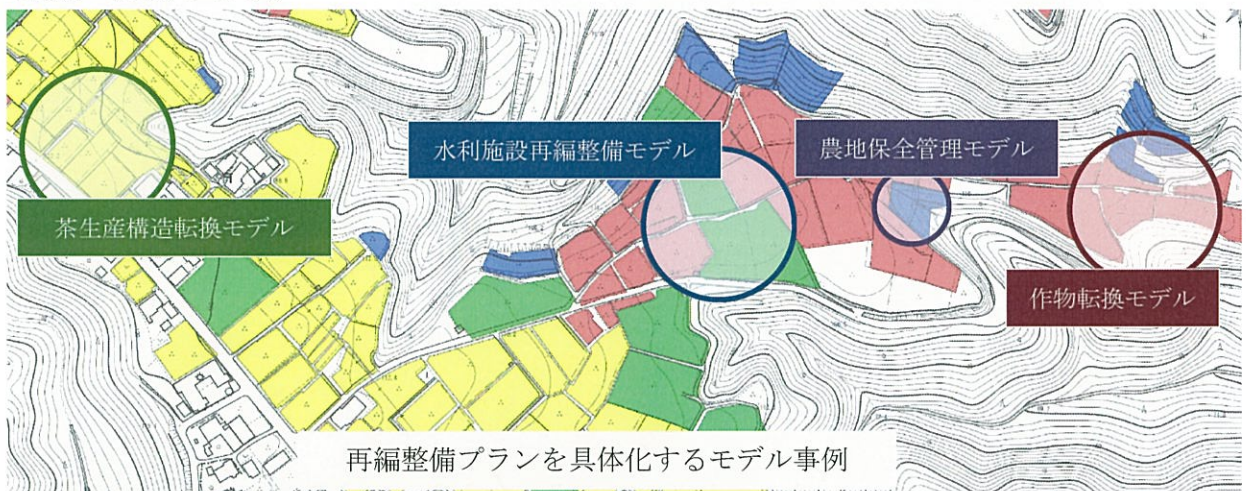 水利施設再編整備モデル
農地保全管理モデル
茶生産構造転換モデル
作物転換モデル
再編整備プランを具体化するモデル事例